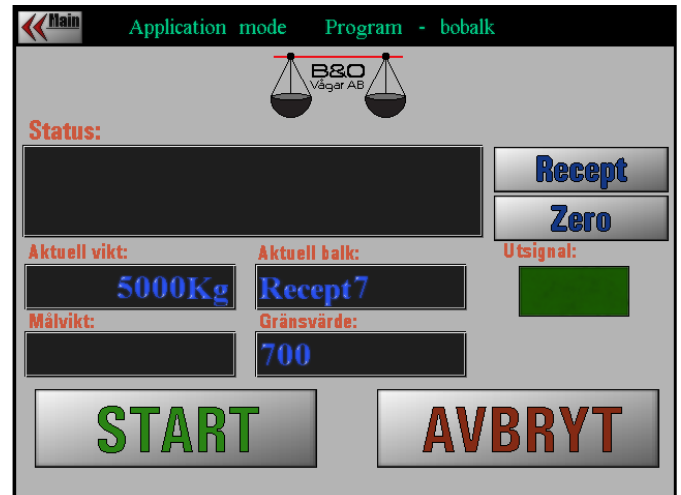 Main Application mode Program - bobalk
B&O
Vågar AB
Status:
Recept
Zero
Aktuell vikt: Aktuell balk: Utsignal:
5000Kg Recept7
Målvikt: Gränsvärde:
700
START AVBRYT